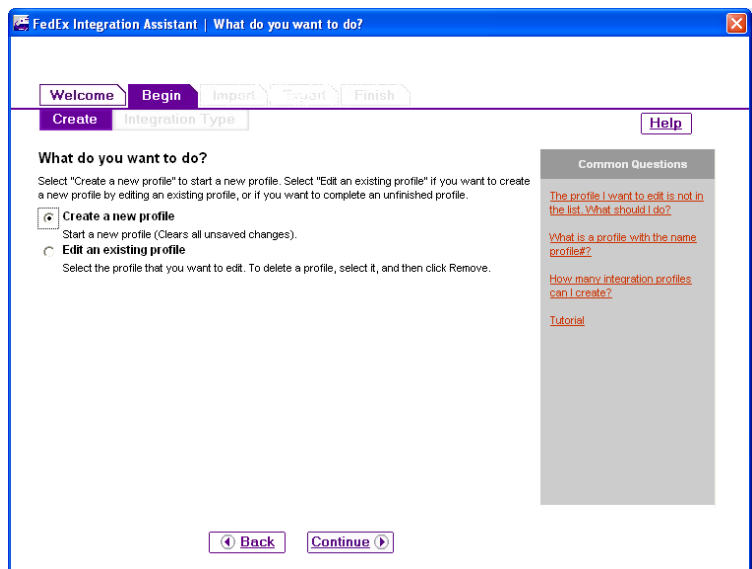 FedEx Integration Assistant | What do you want to do?
Welcome Begin Import Export Finish
Create Integration Type
Help
What do you want to do?
Select "Create a new profile" to start a new profile. Select "Edit an existing profile" if you want to create
a new profile by editing an existing profile, or if you want to complete an unfinished profile.
Create a new profile
Start a new profile (Clears all unsaved changes).
Edit an existing profile
Select the profile that you want to edit. To delete a profile, select it, and then click Remove.
Common Questions
The profile I want to edit is not in
the list. What should I do?
What is a profile with the name
profile#?
How many integration profiles
can I create?
Tutorial
Back Continue